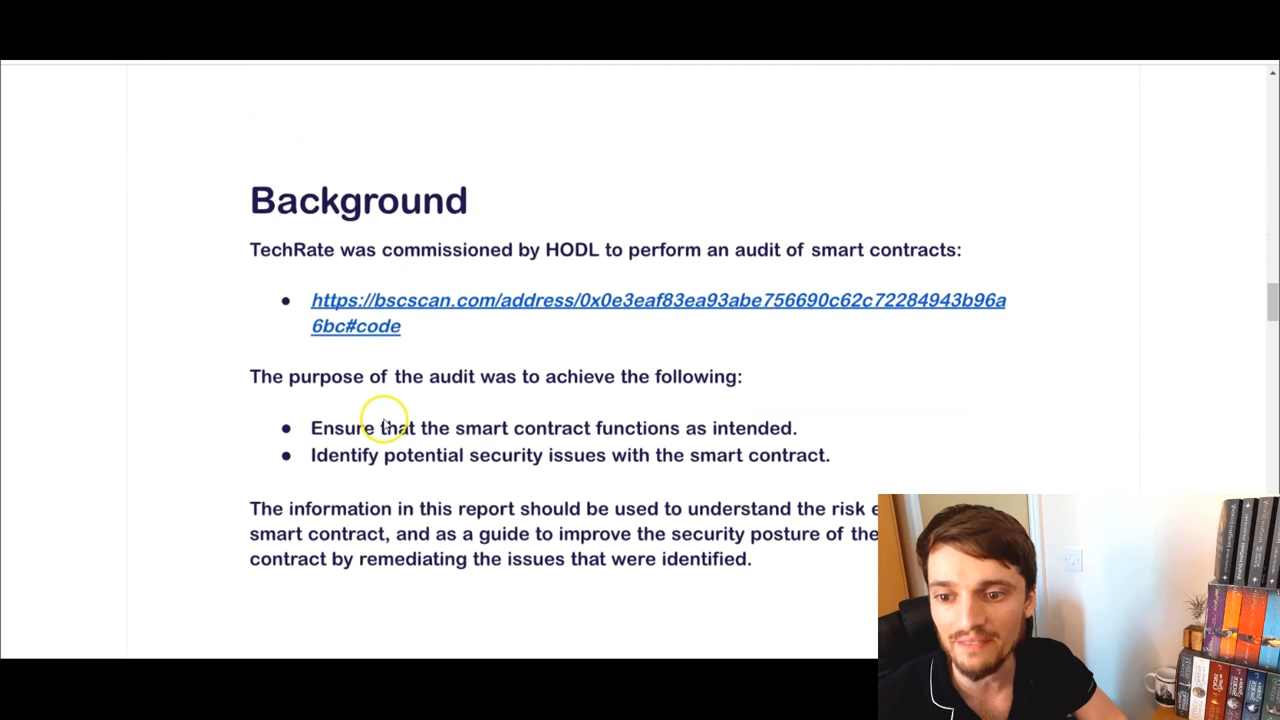 Background
TechRate was commissioned by HODL to perform an audit of smart contracts:
https://bscscan.com/address/0x0e3eaf83ea93abe756690c62c72284943b96a
6bc#code
The purpose of the audit was to achieve the following:
Ensure that the smart contract functions as intended.
Identify potential security issues with the smart contract.
The information in this report should be used to understand the risk
smart contract, and as a guide to improve the security posture of the
contract by remediating the issues that were identified.